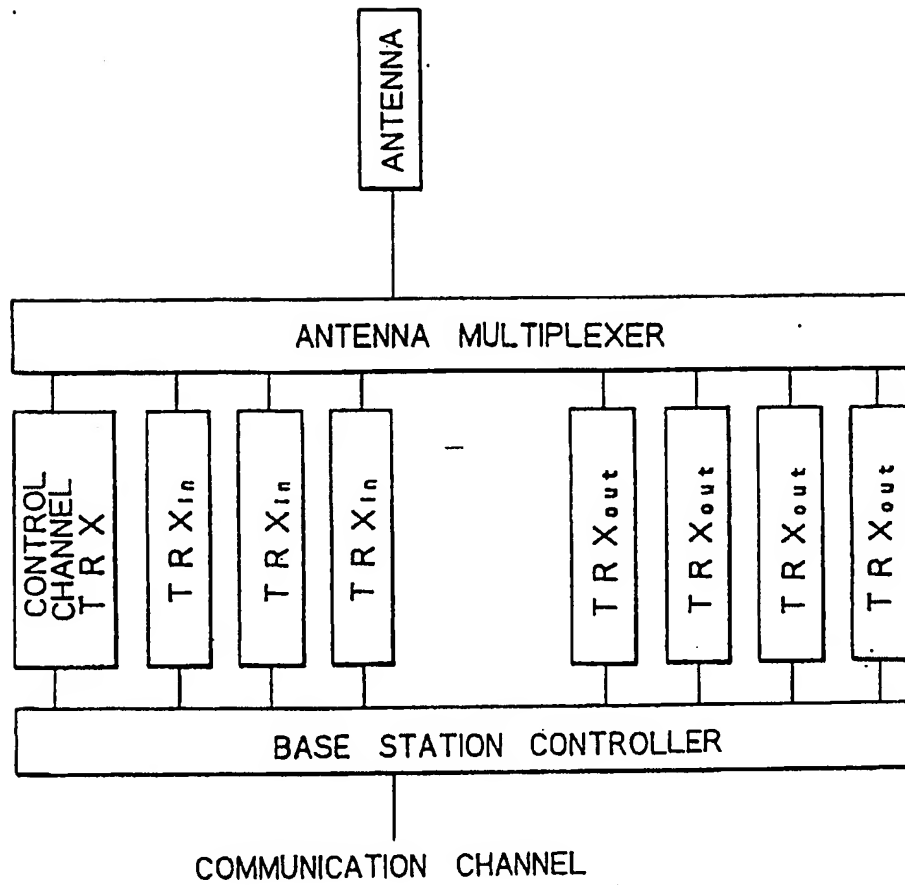 ANTENNA
ANTENNA MULTIPLEXER
CONTROL
CHANNEL
TRX
TRXin
TRXin
TRXin
TRXout
TRXout
TRXout
TRXout
BASE STATION CONTROLLER
COMMUNICATION CHANNEL